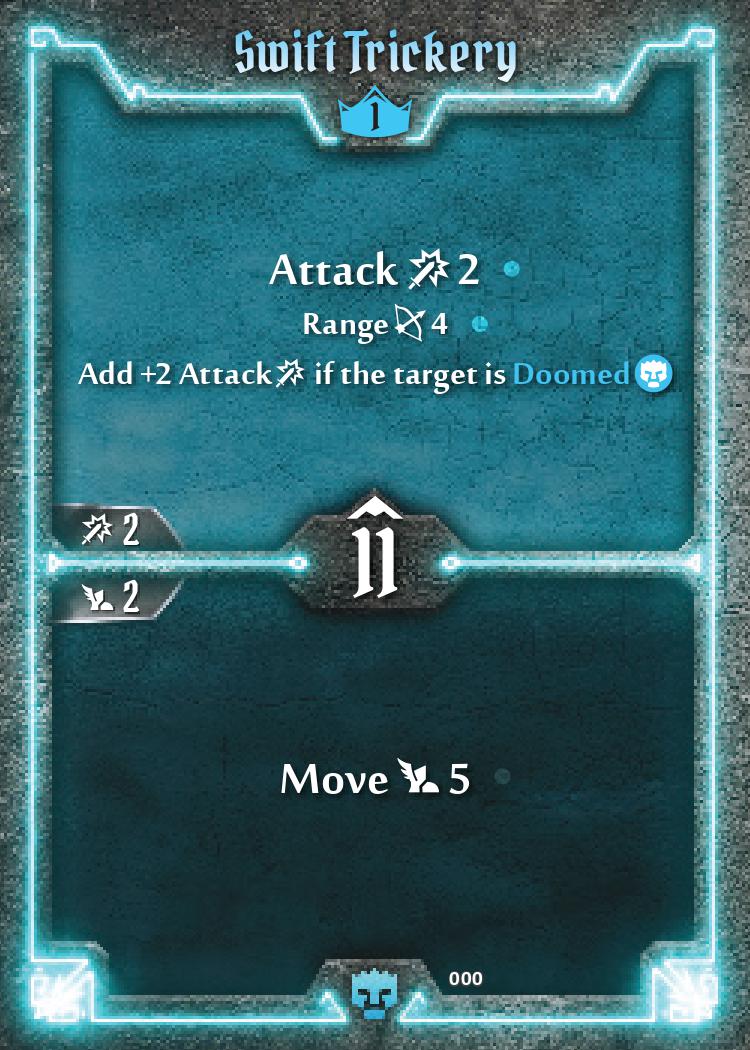 Swift Trickery
1
Attack 2
Range 4
Add +2 Attack if the target is Doomed
2
11
2
Move 5
000